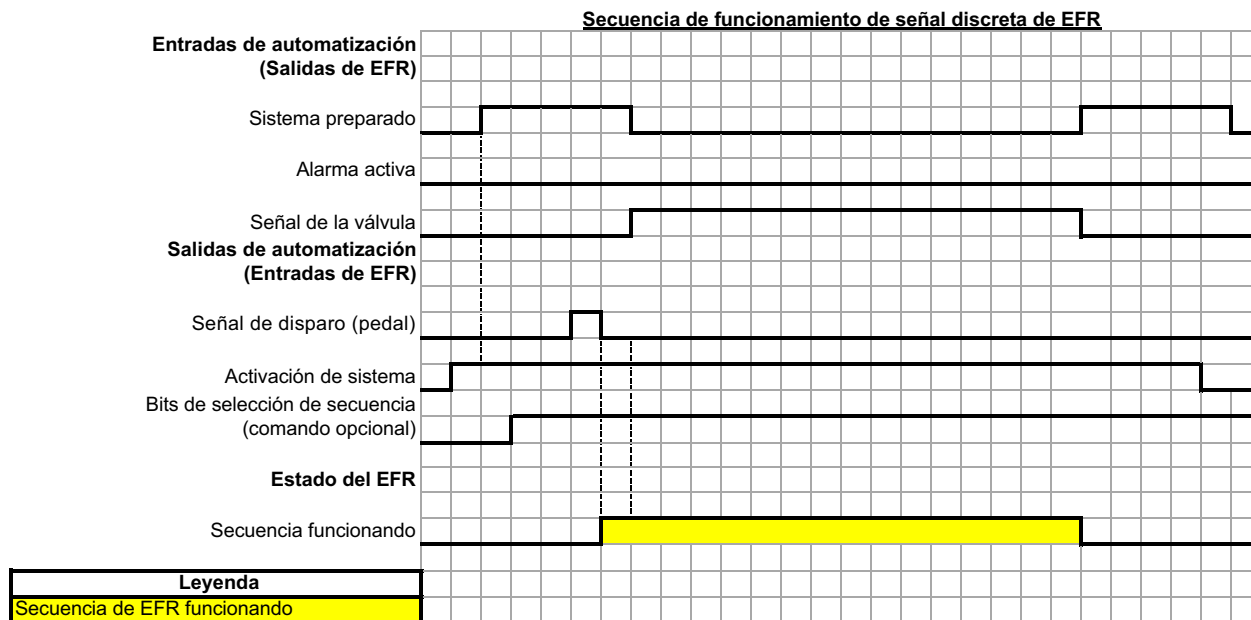 Secuencia de funcionamiento de señal discreta de EFR
Entradas de automatización
(Salidas de EFR)
Sistema preparado
Alarma activa
Señal de la válvula
Salidas de automatización
(Entradas de EFR)
Señal de disparo (pedal)
Activación de sistema
Bits de selección de secuencia
(comando opcional)
Estado del EFR
Secuencia funcionando
Leyenda
Secuencia de EFR funcionando